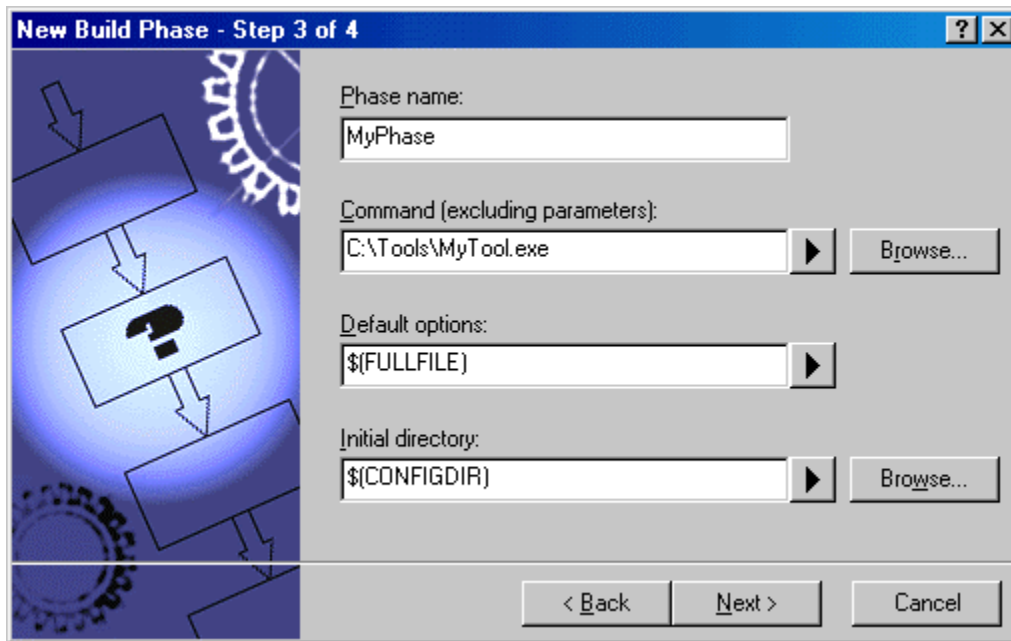 New Build Phase - Step 3 of 4
Phase name:
MyPhase
Command (excluding parameters):
C:\Tools\MyTool.exe
Browse...
Default options:
$(FULLFILE)
Initial directory:
$(CONFIGDIR)
Browse...
< Back
Next >
Cancel